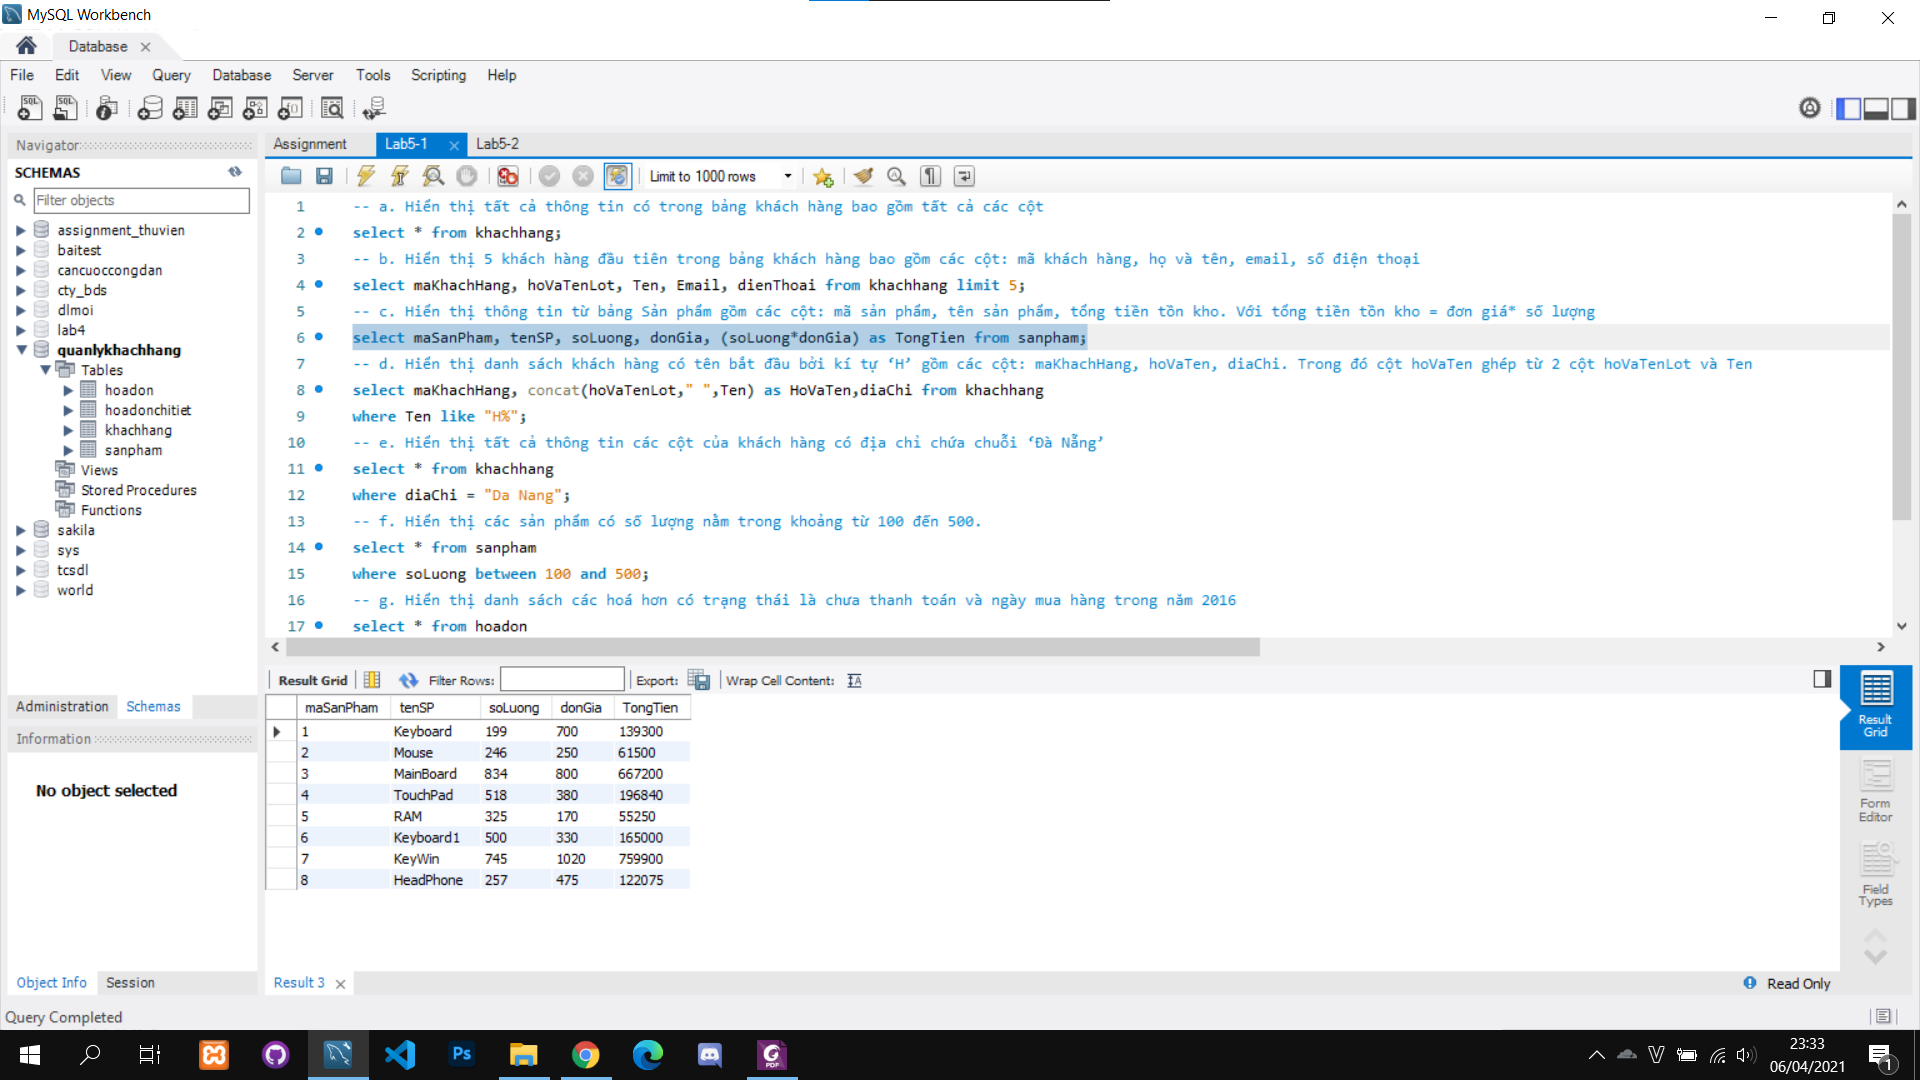 MySQL Workbench
Database
File Edit View Query Database Server Tools Scripting Help
Navigator
SCHEMAS
Filter objects
assignment_thuvien
baitest
cancuoccongdan
cty_bds
dlmoi
lab4
quanlykhachhang
Tables
hoadon
hoadonchitiet
khachhang
sanpham
Views
Stored Procedures
Functions
sakila
sys
tcsdl
world
Administration Schemas
Information
No object selected
Object Info Session
Assignment Lab5-1 Lab5-2
Limit to 1000 rows
1 -- a. Hiển thị tất cả thông tin có trong bảng khách hàng bao gồm tất cả các cột
2 select * from khachhang;
3 -- b. Hiển thị 5 khách hàng đầu tiên trong bảng khách hàng bao gồm các cột: mã khách hàng, họ và tên, email, số điện thoại
4 select maKhachHang, hoVaTenLot, Ten, Email, dienThoai from khachhang limit 5;
5 -- c. Hiển thị thông tin từ bảng Sản phẩm gồm các cột: mã sản phẩm, tên sản phẩm, tổng tiền tồn kho. Với tổng tiền tồn kho = đơn giá* số lượng
6 select maSanPham, tenSP, soLuong, donGia, (soLuong*donGia) as TongTien from sanpham;
7 -- d. Hiển thị danh sách khách hàng có tên bắt đầu bởi kí tự ‘H’ gồm các cột: maKhachHang, hoVaTen, diaChi. Trong đó cột hoVaTen ghép từ 2 cột hoVaTenLot và Ten
8 select maKhachHang, concat(hoVaTenLot," ",Ten) as HoVaTen,diaChi from khachhang
9 where Ten like "H%";
10 -- e. Hiển thị tất cả thông tin các cột của khách hàng có địa chỉ chứa chuỗi ‘Đà Nẵng’
11 select * from khachhang
12 where diaChi = "Da Nang";
13 -- f. Hiển thị các sản phẩm có số lượng nằm trong khoảng từ 100 đến 500.
14 select * from sanpham
15 where soLuong between 100 and 500;
16 -- g. Hiển thị danh sách các hoá hơn có trạng thái là chưa thanh toán và ngày mua hàng trong năm 2016
17 select * from hoadon
Result Grid Filter Rows: Export: Wrap Cell Content:
maSanPham tenSP soLuong donGia TongTien
1 Keyboard 199 700 139300
2 Mouse 246 250 61500
3 MainBoard 834 800 667200
4 TouchPad 518 380 196840
5 RAM 325 170 55250
6 Keyboard1 500 330 165000
7 KeyWin 745 1020 759900
8 HeadPhone 257 475 122075
Result
Grid
Form
Editor
Field
Types
Result 3 Read Only
Query Completed
23:33
06/04/2021
1